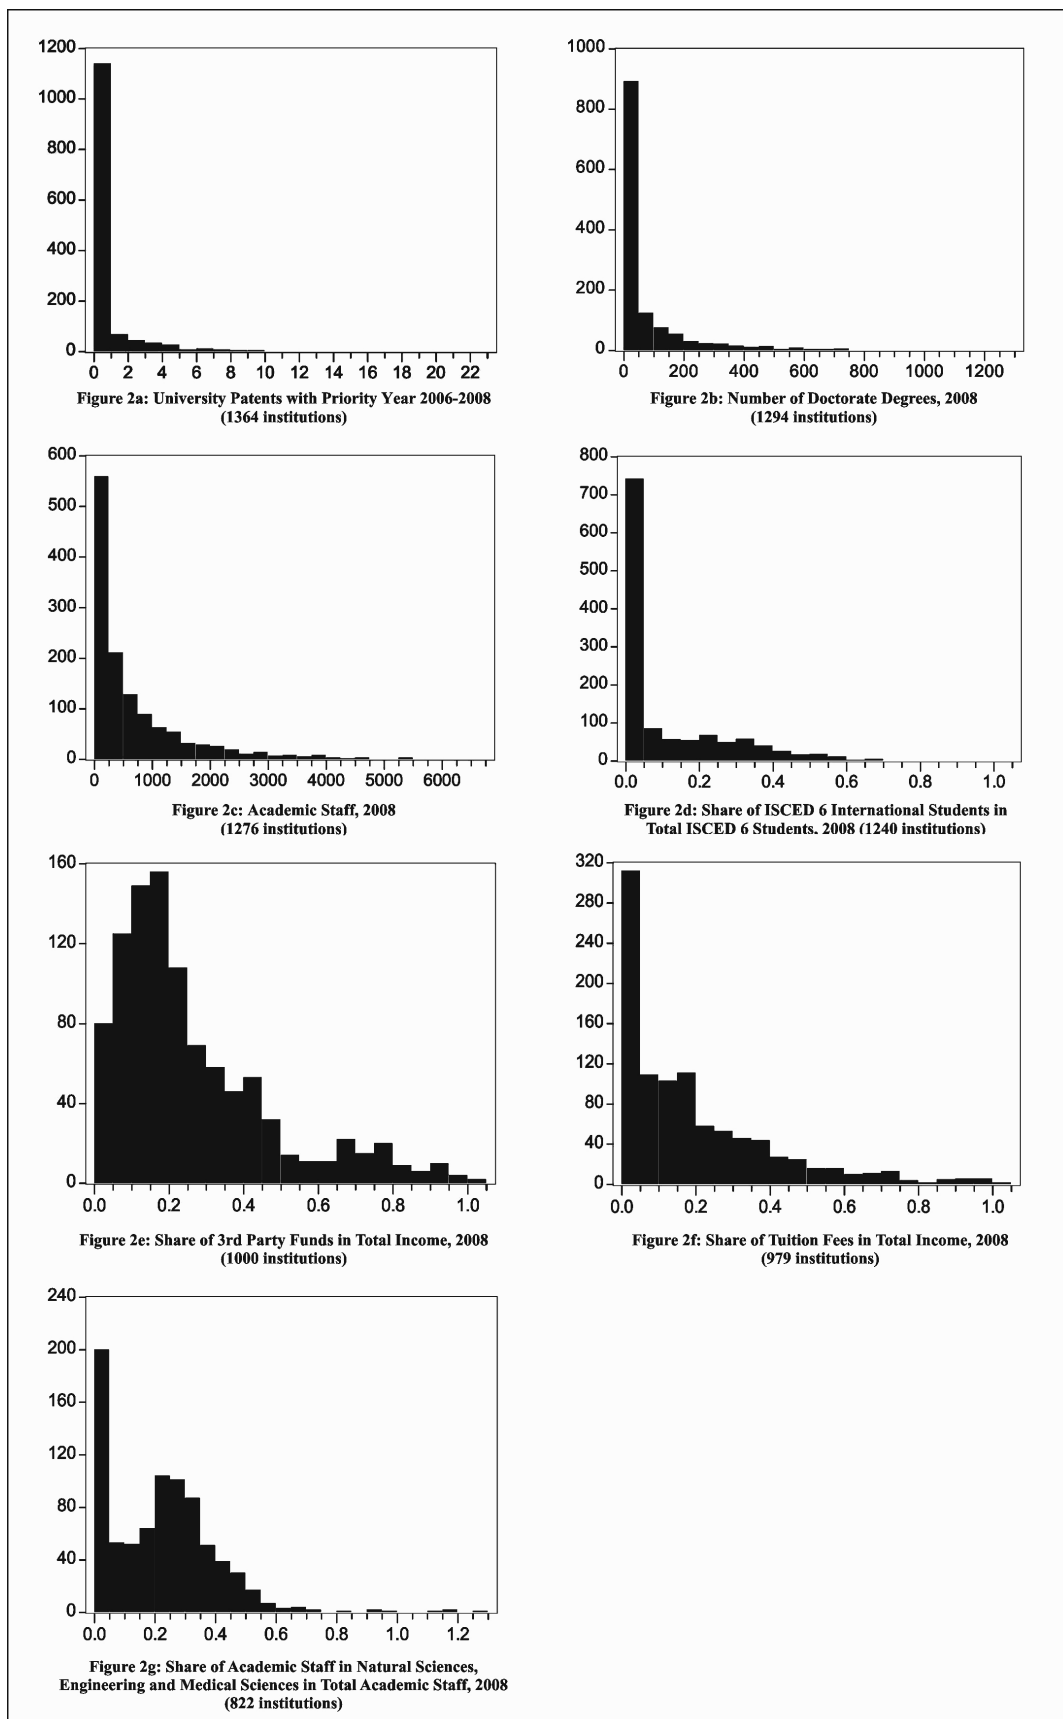 1200
1000
800
600
400
200
0
0 2 4 6 8 10 12 14 16 18 20 22
Figure 2a: University Patents with Priority Year 2006-2008
(1364 institutions)
1000
800
600
400
200
0
0 200 400 600 800 1000 1200
Figure 2b: Number of Doctorate Degrees, 2008
(1294 institutions)
600
500
400
300
200
100
0
0 1000 2000 3000 4000 5000 6000
Figure 2c: Academic Staff, 2008
(1276 institutions)
800
700
600
500
400
300
200
100
0
0.0 0.2 0.4 0.6 0.8 1.0
Figure 2d: Share of ISCED 6 International Students in
Total ISCED 6 Students, 2008 (1240 institutions)
160
120
80
40
0
0.0 0.2 0.4 0.6 0.8 1.0
Figure 2e: Share of 3rd Party Funds in Total Income, 2008
(1000 institutions)
320
280
240
200
160
120
80
40
0
0.0 0.2 0.4 0.6 0.8 1.0
Figure 2f: Share of Tuition Fees in Total Income, 2008
(979 institutions)
240
200
160
120
80
40
0
0.0 0.2 0.4 0.6 0.8 1.0 1.2
Figure 2g: Share of Academic Staff in Natural Sciences,
Engineering and Medical Sciences in Total Academic Staff, 2008
(822 institutions)